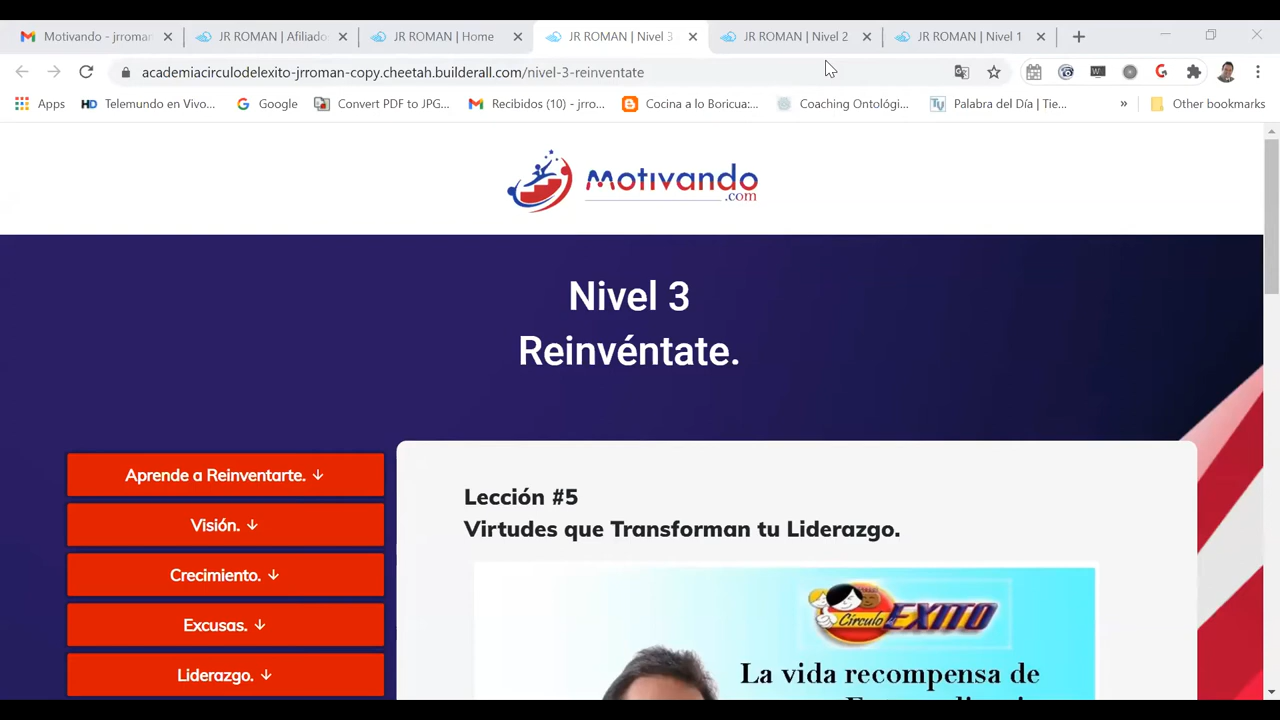 Motivando - jrromar
JR ROMAN | Afiliado
JR ROMAN | Home
JR ROMAN | Nivel 3
JR ROMAN | Nivel 2
JR ROMAN | Nivel 1
academiacirculodelexito-jrroman-copy.cheetah.builderall.com/nivel-3-reinventate
Apps
HD
Telemundo en Vivo...
Google
Convert PDF to JPG...
Recibidos (10) - jrro...
Cocina a lo Boricua:...
Coaching Ontológi...
Palabra del Día | Tie...
»
Other bookmarks
Motivando
.com
Nivel 3
Reinvéntate.
Aprende a Reinventarte. ↓
Visión. ↓
Crecimiento. ↓
Excusas. ↓
Liderazgo. ↓
Lección #5
Virtudes que Transforman tu Liderazgo.
Círculo
EXITO
La vida recompensa de